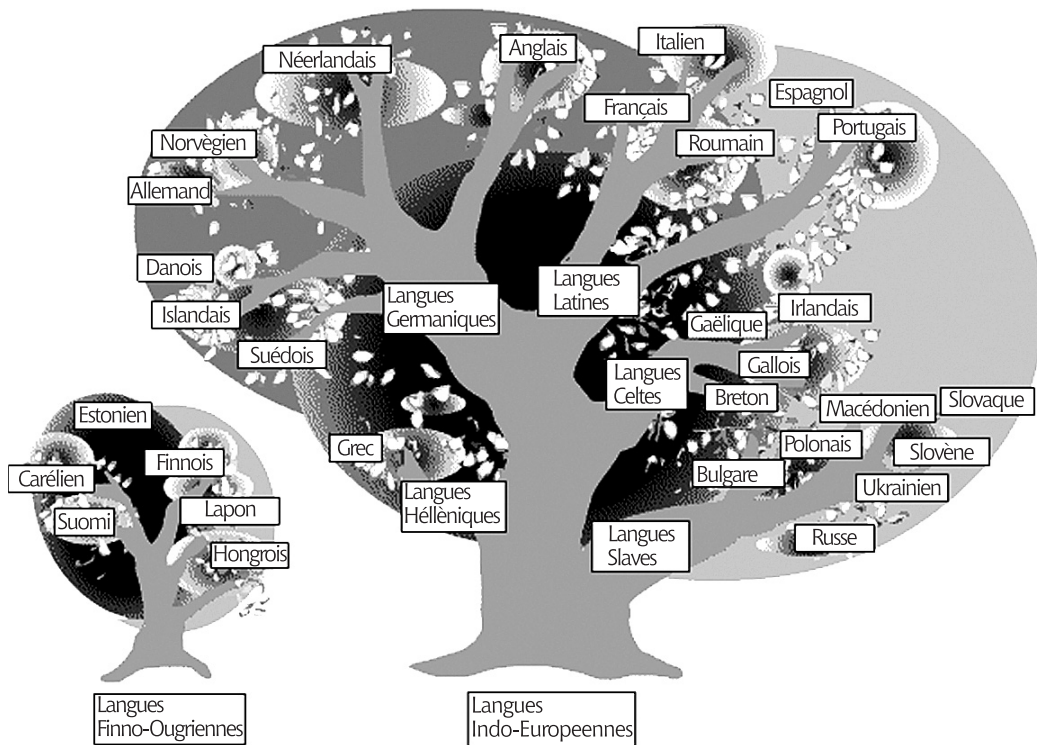 Italien
Anglais
Néerlandais
Espagnol
Français
Portugais
Norvègien
Roumain
Allemand
Danois
Langues
Latines
Islandais
Langues
Germaniques
Irlandais
Gaëlique
Suédois
Gallois
Langues
Celtes
Breton
Macédonien
Slovaque
Estonien
Grec
Polonais
Slovène
Finnois
Carélien
Bulgare
Ukrainien
Langues
Héllèniques
Suomi
Lapon
Langues
Slaves
Russe
Hongrois
Langues
Finno-Ougriennes
Langues
Indo-Europeennes